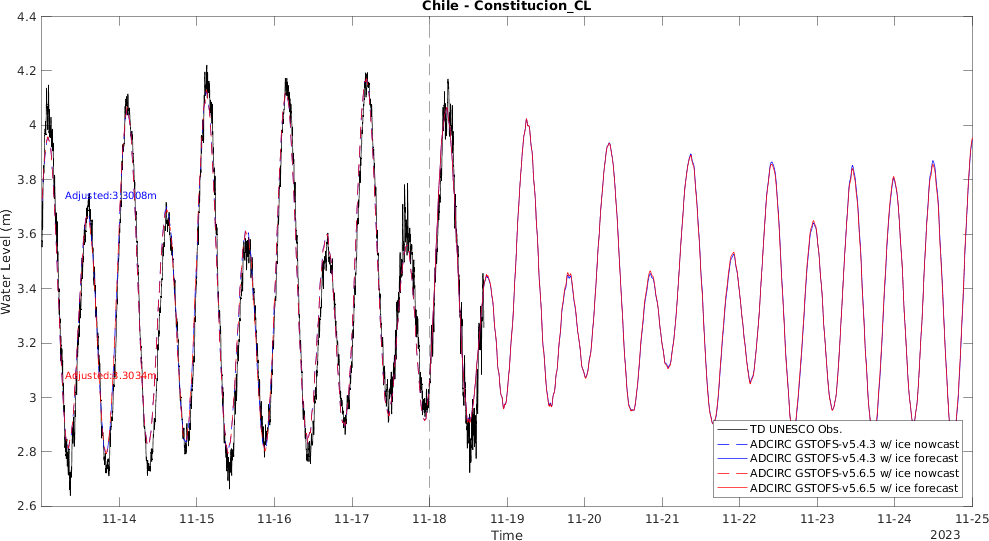 Chile - Constitucion_CL
4.4
4.2
4
3.8
3.6
3.4
3.2
3
2.8
2.6
Water Level (m)
Adjusted:3.3008m
Adjusted:3.3034m
TD UNESCO Obs.
ADCIRC GSTOFS-v5.4.3 w/ ice nowcast
ADCIRC GSTOFS-v5.4.3 w/ ice forecast
ADCIRC GSTOFS-v5.6.5 w/ ice nowcast
ADCIRC GSTOFS-v5.6.5 w/ ice forecast
11-14 11-15 11-16 11-17 11-18 11-19 11-20 11-21 11-22 11-23 11-24 11-25
Time
2023